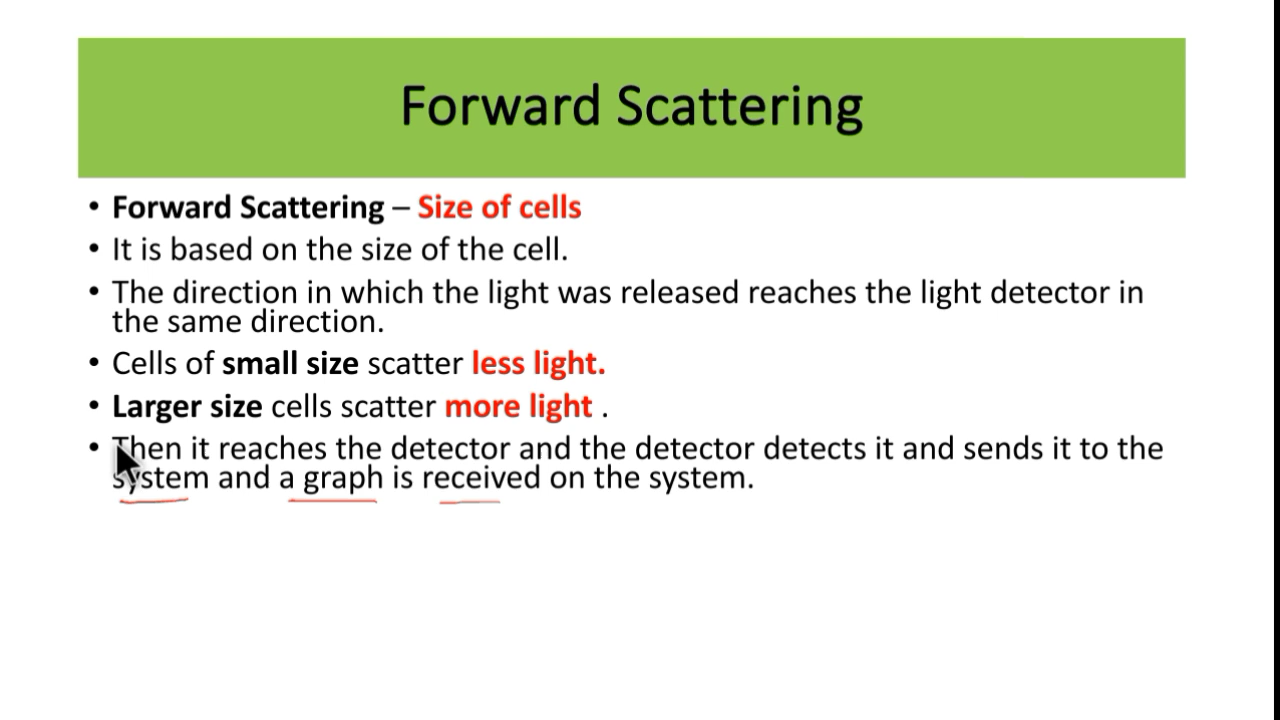 Forward Scattering
• Forward Scattering – Size of cells
• It is based on the size of the cell.
• The direction in which the light was released reaches the light detector in
the same direction.
• Cells of small size scatter less light.
• Larger size cells scatter more light .
• Then it reaches the detector and the detector detects it and sends it to the
system and a graph is received on the system.